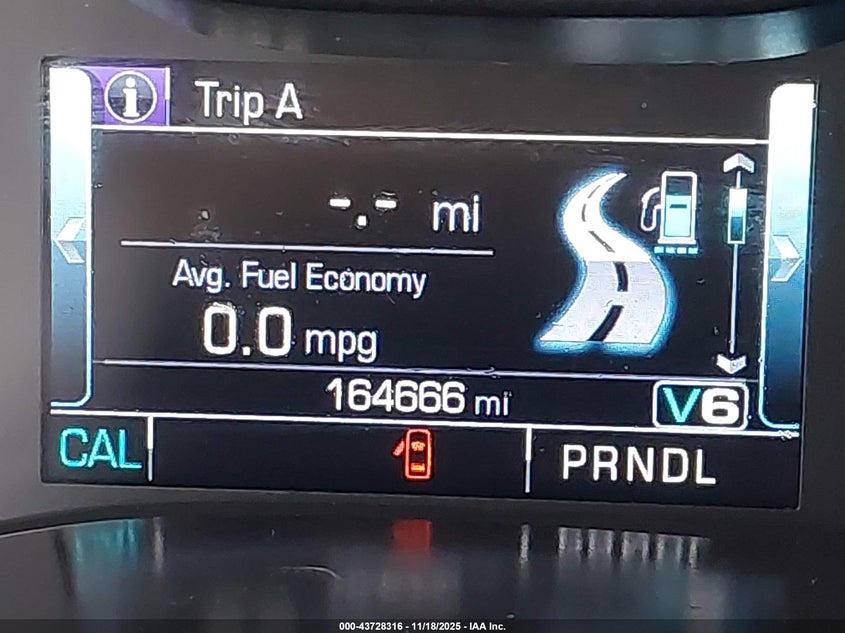 i Trip A
-.- mi
Avg. Fuel Economy
0.0 mpg
164666 mi V6
CAL PRNDL
000-43728316 - 11/18/2025 - IAA Inc.